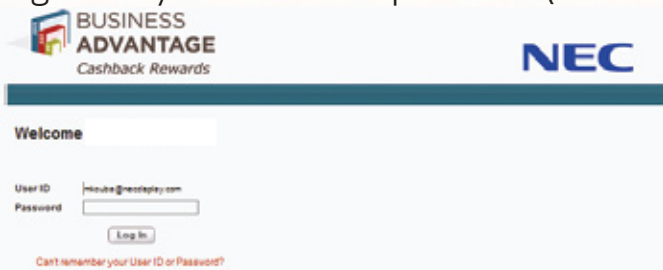 BUSINESS
ADVANTAGE
Cashback Rewards
NEC
Welcome
User ID
Password
Log In
Can't remember your User ID or Password?